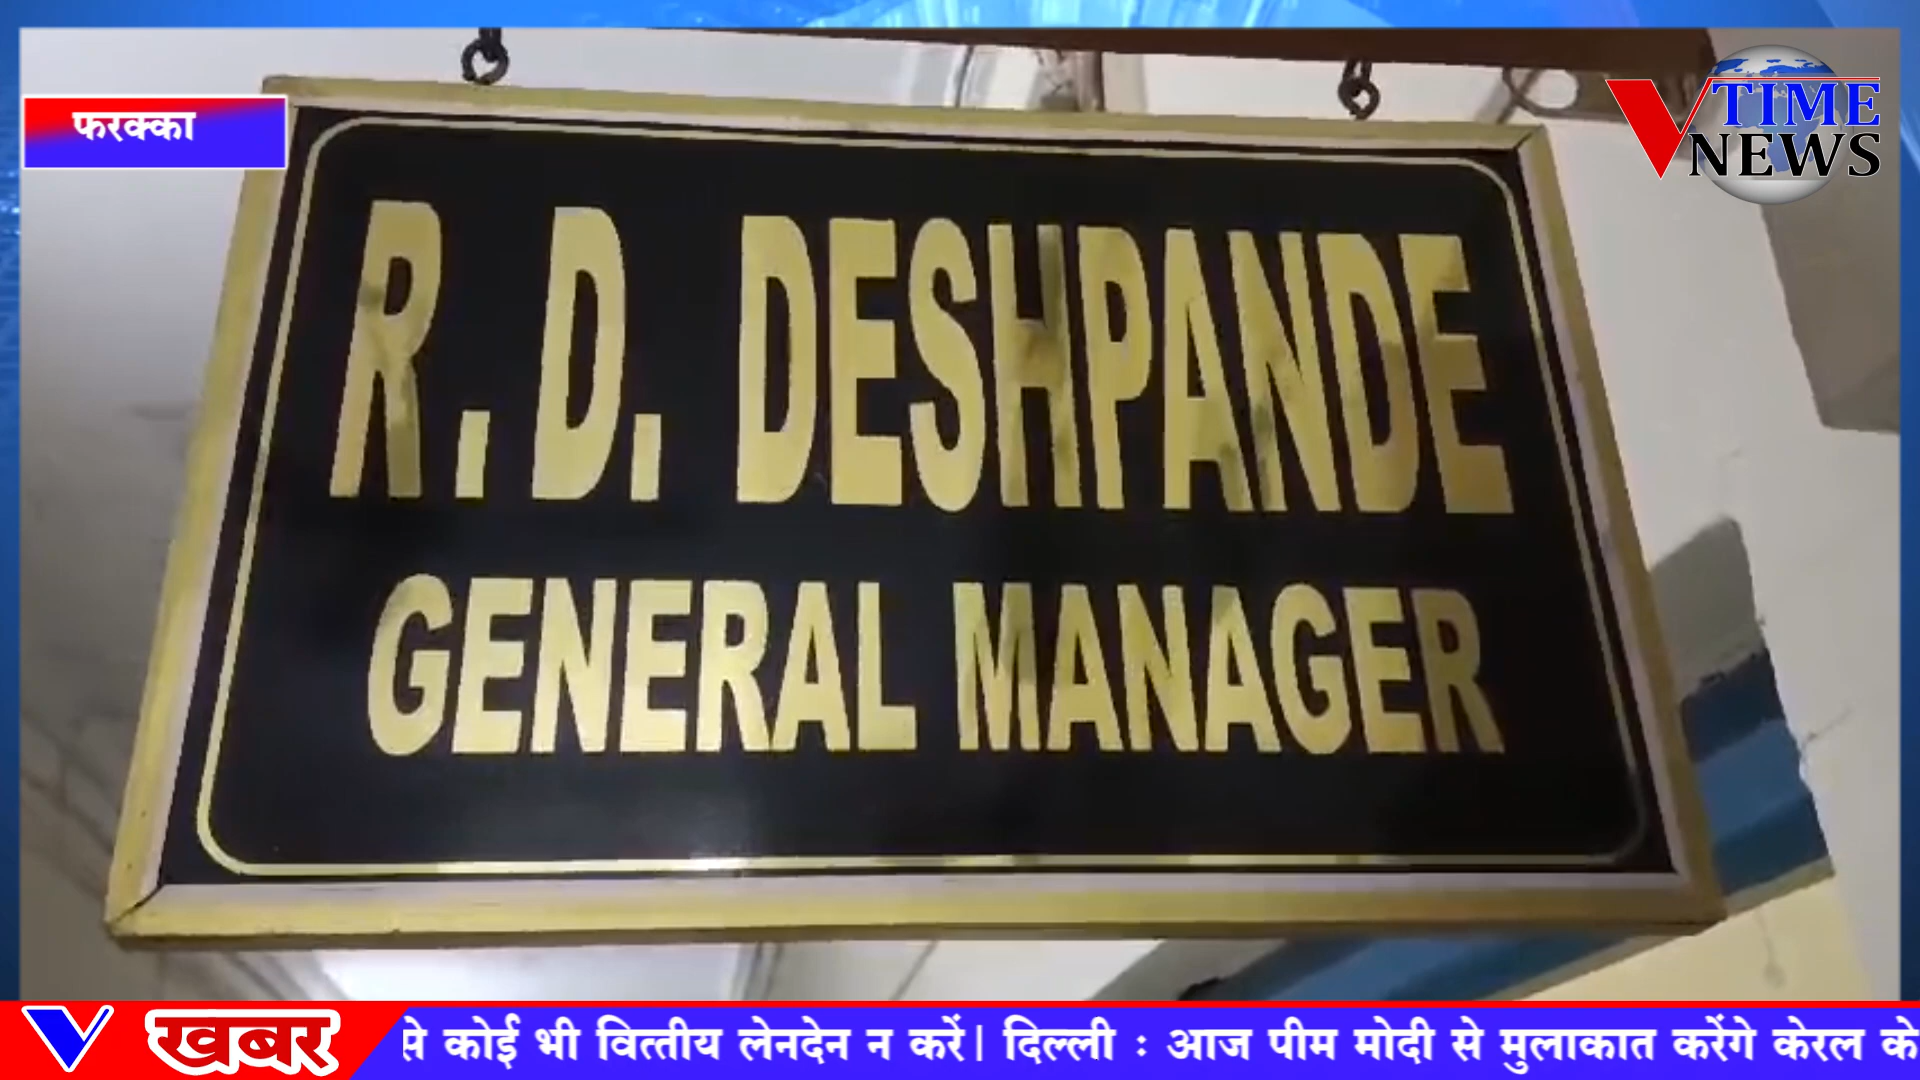 फरक्का
V TIME
NEWS
R.D. DESHPANDE
GENERAL MANAGER
V खबर
से कोई भी वित्तीय लेनदेन न करें| दिल्ली : आज पीम मोदी से मुलाकात करेंगे केरल के